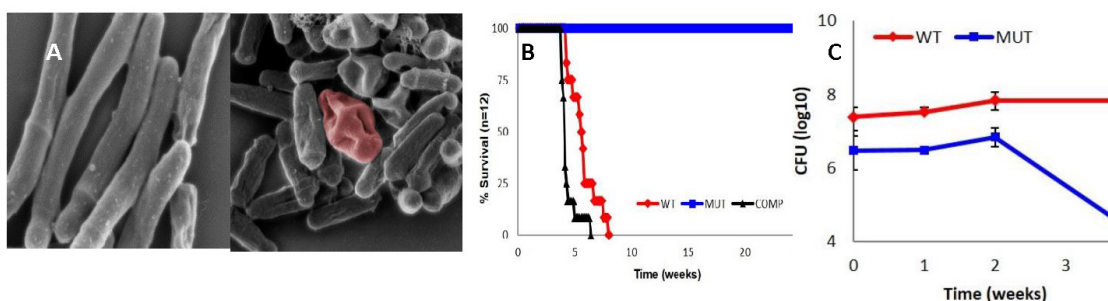 A
B
% Survival (n=12)
100
75
50
25
0
WT MUT COMP
0 5 10 15 20
Time (weeks)
C
WT MUT
CFU (log10)
10
8
6
4
0 1 2 3
Time (weeks)